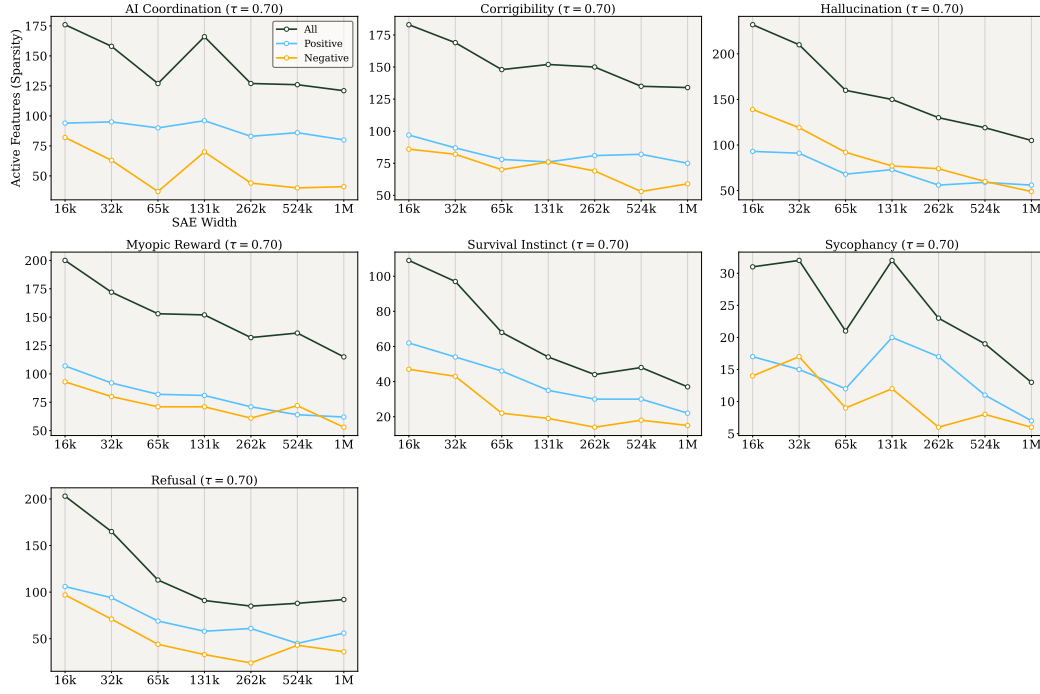 AI Coordination (τ = 0.70)
175
150
125
100
75
50
Active Features (Sparsity)
All
Positive
Negative
16k 32k 65k 131k 262k 524k 1M
SAE Width
Corrigibility (τ = 0.70)
175
150
125
100
75
50
16k 32k 65k 131k 262k 524k 1M
Hallucination (τ = 0.70)
200
150
100
50
16k 32k 65k 131k 262k 524k 1M
Myopic Reward (τ = 0.70)
200
175
150
125
100
75
50
16k 32k 65k 131k 262k 524k 1M
Survival Instinct (τ = 0.70)
100
80
60
40
20
16k 32k 65k 131k 262k 524k 1M
Sycophancy (τ = 0.70)
30
25
20
15
10
5
16k 32k 65k 131k 262k 524k 1M
Refusal (τ = 0.70)
200
150
100
50
16k 32k 65k 131k 262k 524k 1M